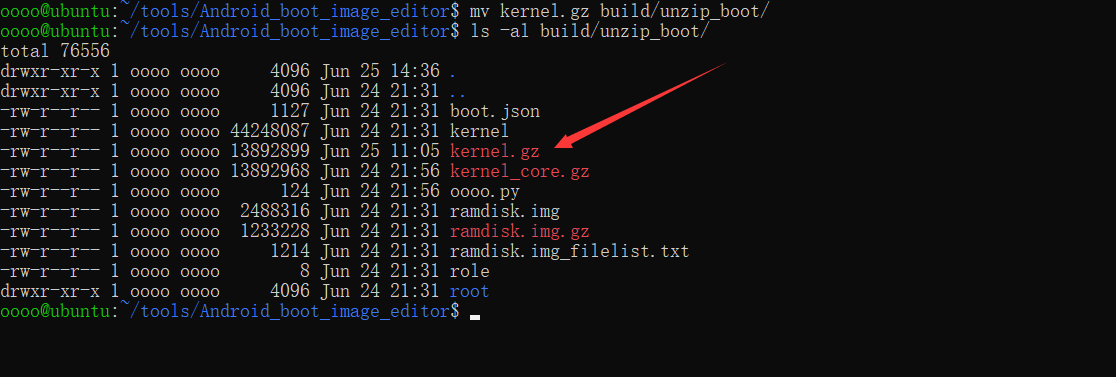 oooo@ubuntu:~/tools/Android_boot_image_editor$ mv kernel.gz build/unzip_boot/
oooo@ubuntu:~/tools/Android_boot_image_editor$ ls -al build/unzip_boot/
total 76556
drwxr-xr-x 1 oooo oooo     4096 Jun 25 14:36 .
drwxr-xr-x 1 oooo oooo     4096 Jun 24 21:31 ..
-rw-r--r-- 1 oooo oooo     1127 Jun 24 21:31 boot.json
-rw-r--r-- 1 oooo oooo 44248087 Jun 24 21:31 kernel
-rw-r--r-- 1 oooo oooo 13892899 Jun 25 11:05 kernel.gz
-rw-r--r-- 1 oooo oooo 13892968 Jun 24 21:56 kernel_core.gz
-rw-r--r-- 1 oooo oooo      124 Jun 24 21:56 oooo.py
-rw-r--r-- 1 oooo oooo  2488316 Jun 24 21:31 ramdisk.img
-rw-r--r-- 1 oooo oooo  1233228 Jun 24 21:31 ramdisk.img.gz
-rw-r--r-- 1 oooo oooo     1214 Jun 24 21:31 ramdisk.img_filelist.txt
-rw-r--r-- 1 oooo oooo        8 Jun 24 21:31 role
drwxr-xr-x 1 oooo oooo     4096 Jun 24 21:31 root
oooo@ubuntu:~/tools/Android_boot_image_editor$